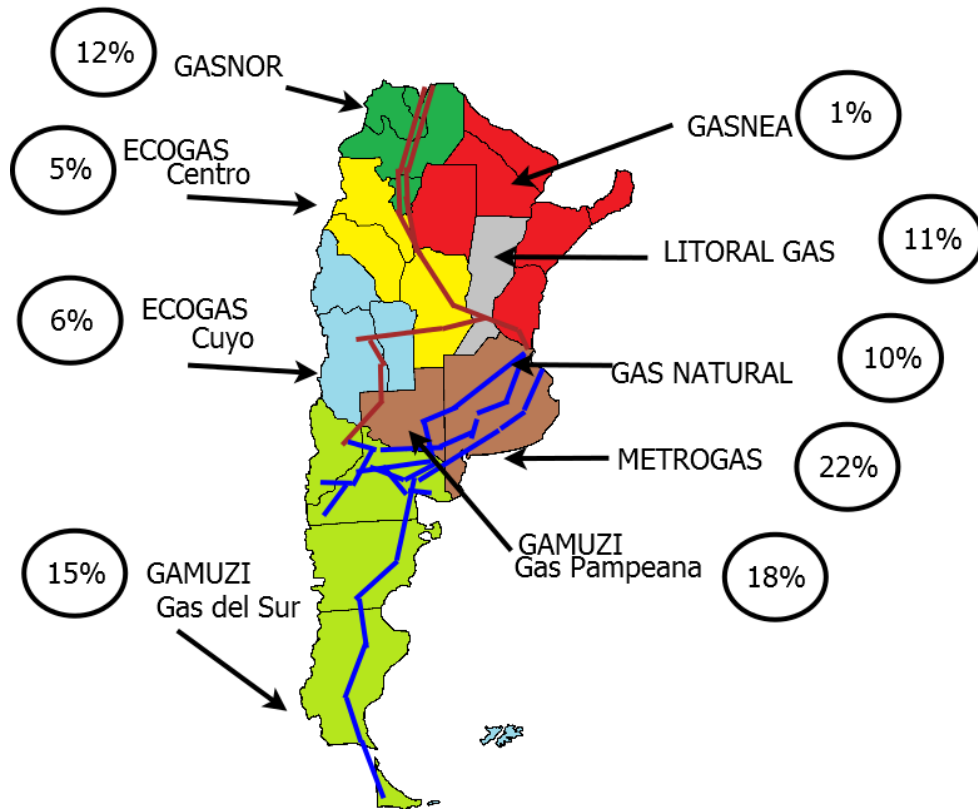 12%
GASNOR
GASNEA
1%
5%
ECOGAS
Centro
LITORAL GAS
11%
6%
ECOGAS
Cuyo
GAS NATURAL
10%
METROGAS
22%
15%
GAMUZI
Gas del Sur
GAMUZI
Gas Pampeana
18%